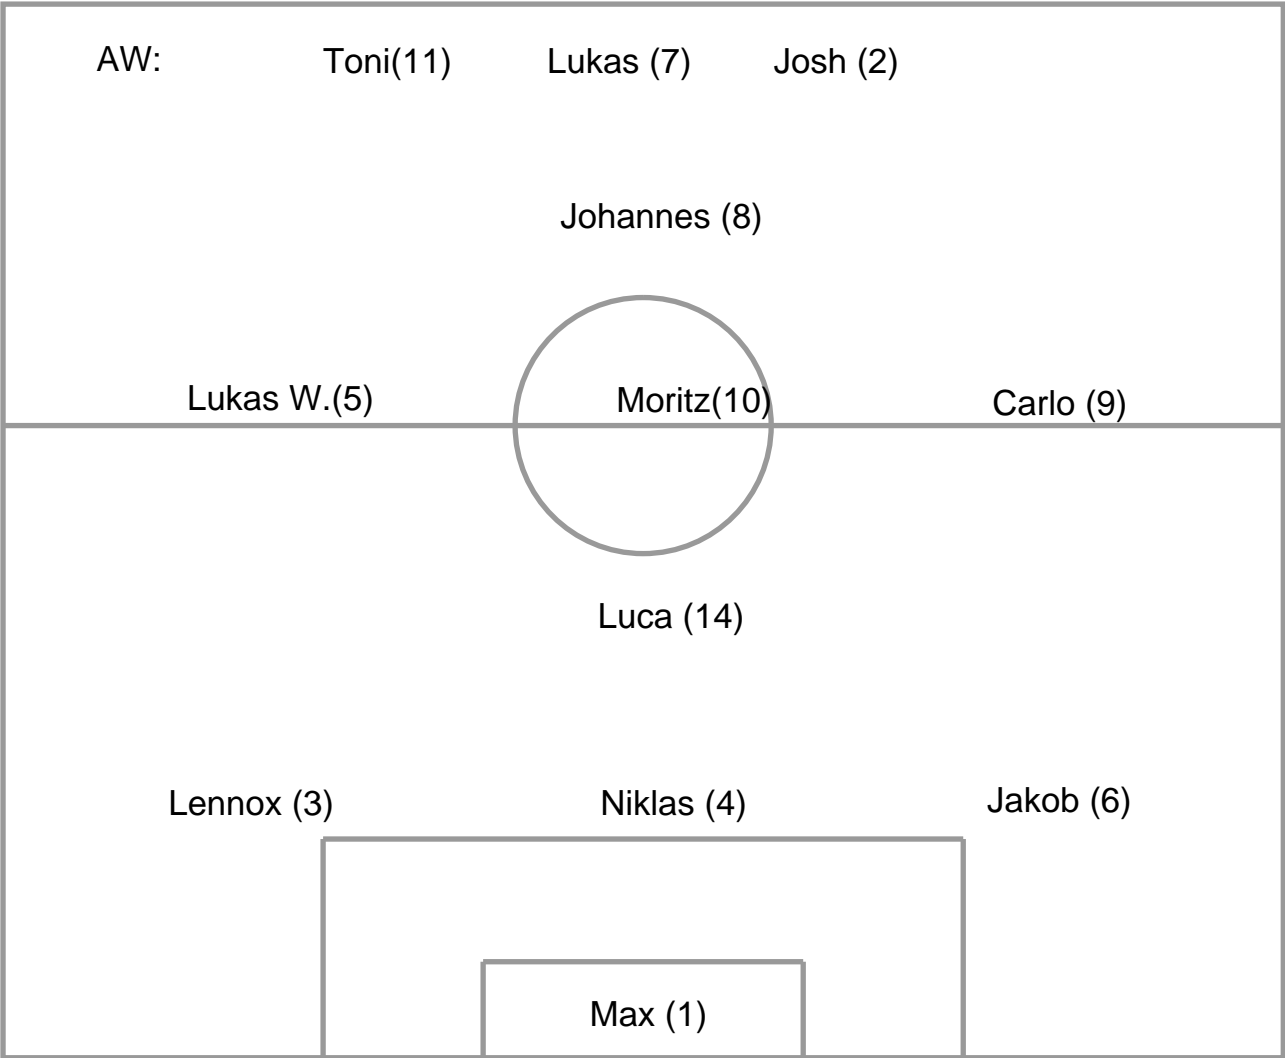 AW: Toni(11) Lukas (7) Josh (2)
Johannes (8)
Lukas W.(5) Moritz(10) Carlo (9)
Luca (14)
Lennox (3) Niklas (4) Jakob (6)
Max (1)